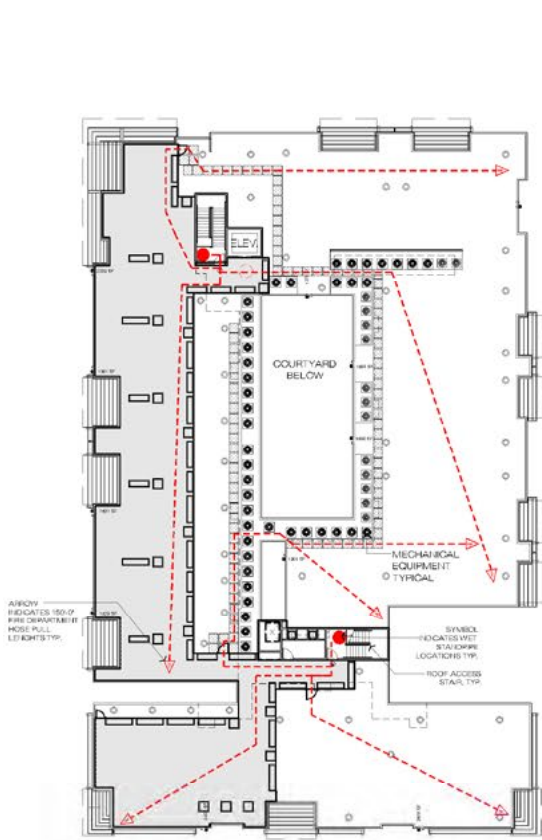 ELEV.
COURTYARD
BELOW
MECHANICAL
EQUIPMENT
TYPICAL
ARROW
INDICATES 150'-0"
FIRE DEPARTMENT
HOSE PULL
LENGHTS TYP.
SYMBOL
INDICATES WET
STANDPIPE
LOCATIONS TYP.
ROOF ACCESS
STAIR, TYP.